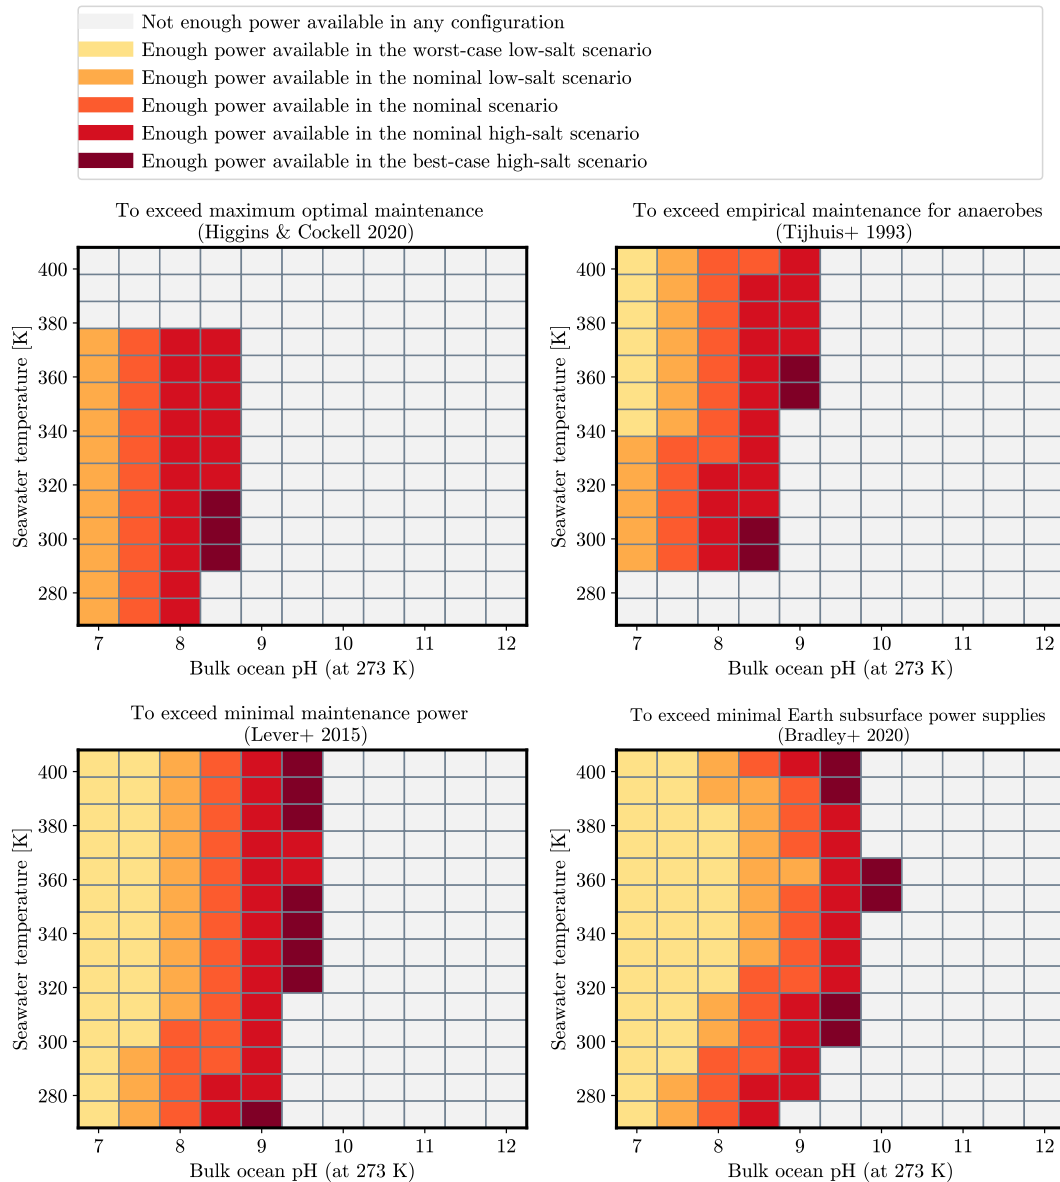 Not enough power available in any configuration
Enough power available in the worst-case low-salt scenario
Enough power available in the nominal low-salt scenario
Enough power available in the nominal scenario
Enough power available in the nominal high-salt scenario
Enough power available in the best-case high-salt scenario
To exceed maximum optimal maintenance
(Higgins & Cockell 2020)
400
380
360
340
320
300
280
Seawater temperature [K]
7 8 9 10 11 12
Bulk ocean pH (at 273 K)
To exceed empirical maintenance for anaerobes
(Tijhuis+ 1993)
400
380
360
340
320
300
280
Seawater temperature [K]
7 8 9 10 11 12
Bulk ocean pH (at 273 K)
To exceed minimal maintenance power
(Lever+ 2015)
400
380
360
340
320
300
280
Seawater temperature [K]
7 8 9 10 11 12
Bulk ocean pH (at 273 K)
To exceed minimal Earth subsurface power supplies
(Bradley+ 2020)
400
380
360
340
320
300
280
Seawater temperature [K]
7 8 9 10 11 12
Bulk ocean pH (at 273 K)